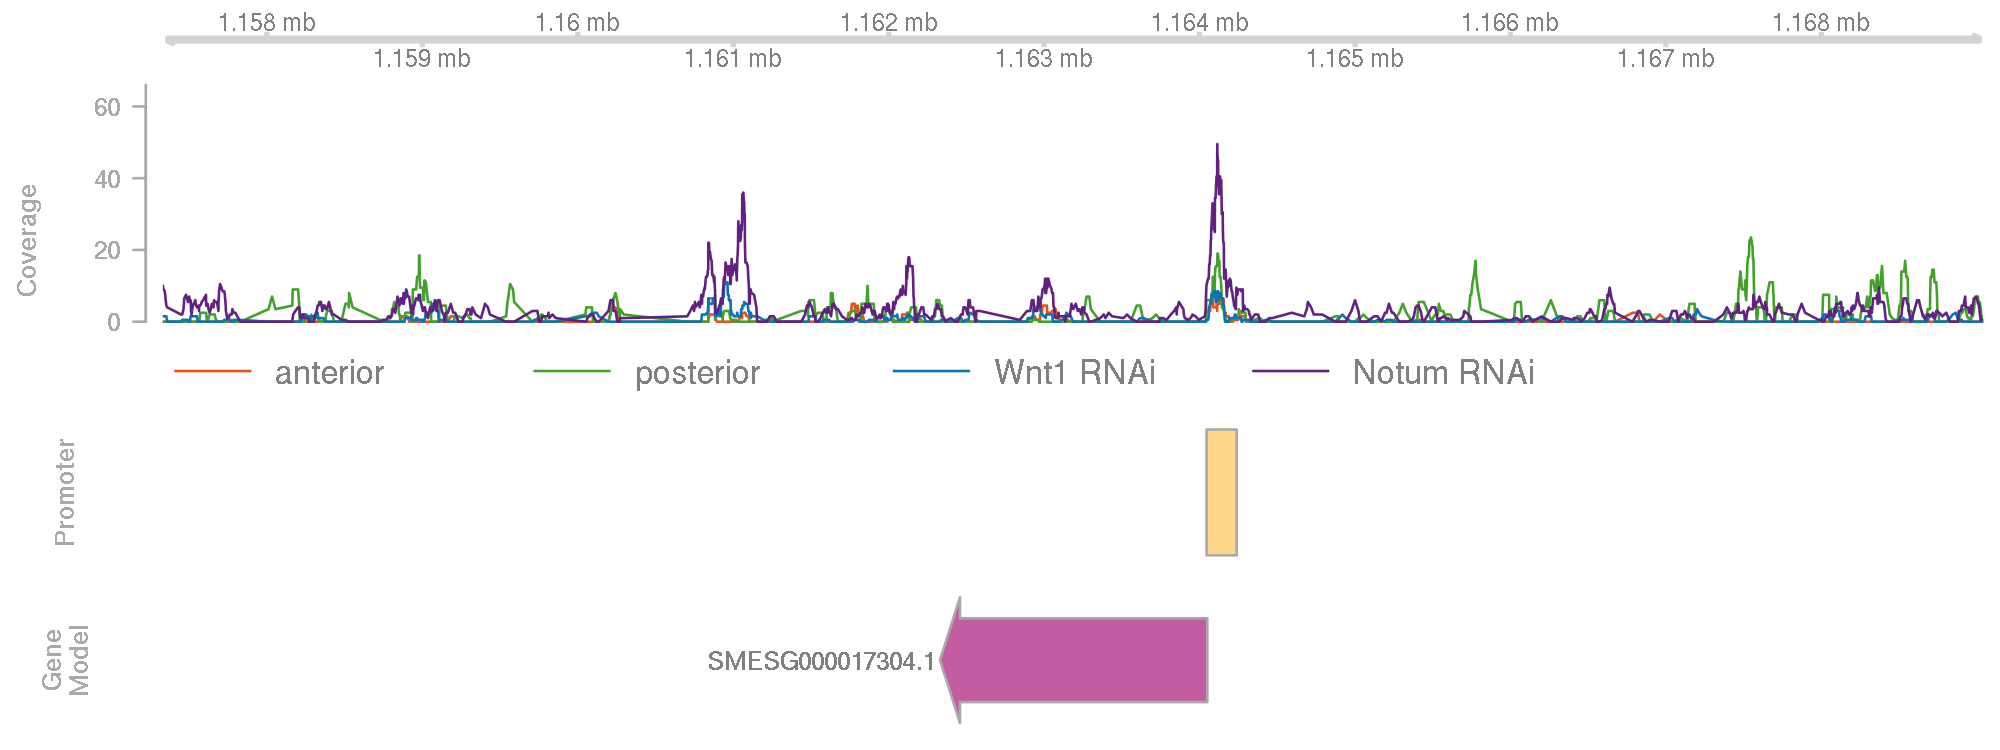 1.158 mb 1.16 mb 1.162 mb 1.164 mb 1.166 mb 1.168 mb
1.159 mb 1.161 mb 1.163 mb 1.165 mb 1.167 mb
60
40
20
0
Coverage
anterior posterior Wnt1 RNAi Notum RNAi
Promoter
Gene
Model
SMESG000017304.1